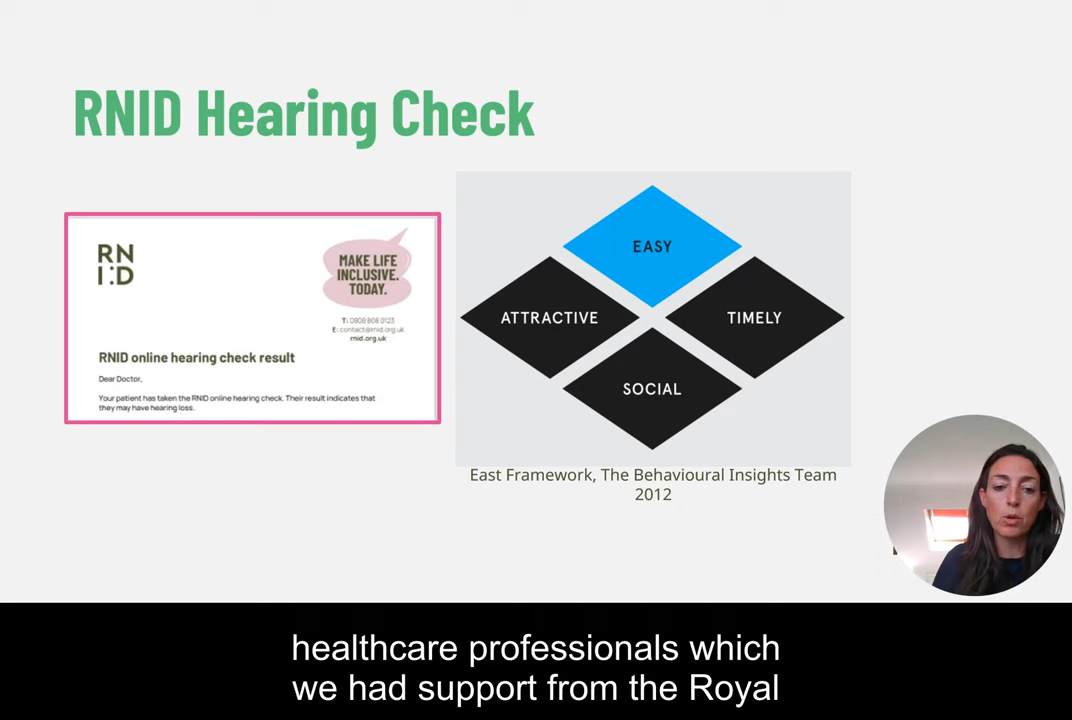 RNID Hearing Check
RN
I:D
MAKE LIFE
INCLUSIVE.
TODAY.
T: 0808 808 0123
E: contact@rnid.org.uk
rnid.org.uk
RNID online hearing check result
Dear Doctor,
Your patient has taken the RNID online hearing check. Their result indicates that
they may have hearing loss.
EASY
ATTRACTIVE
TIMELY
SOCIAL
East Framework, The Behavioural Insights Team
2012
healthcare professionals which
we had support from the Royal